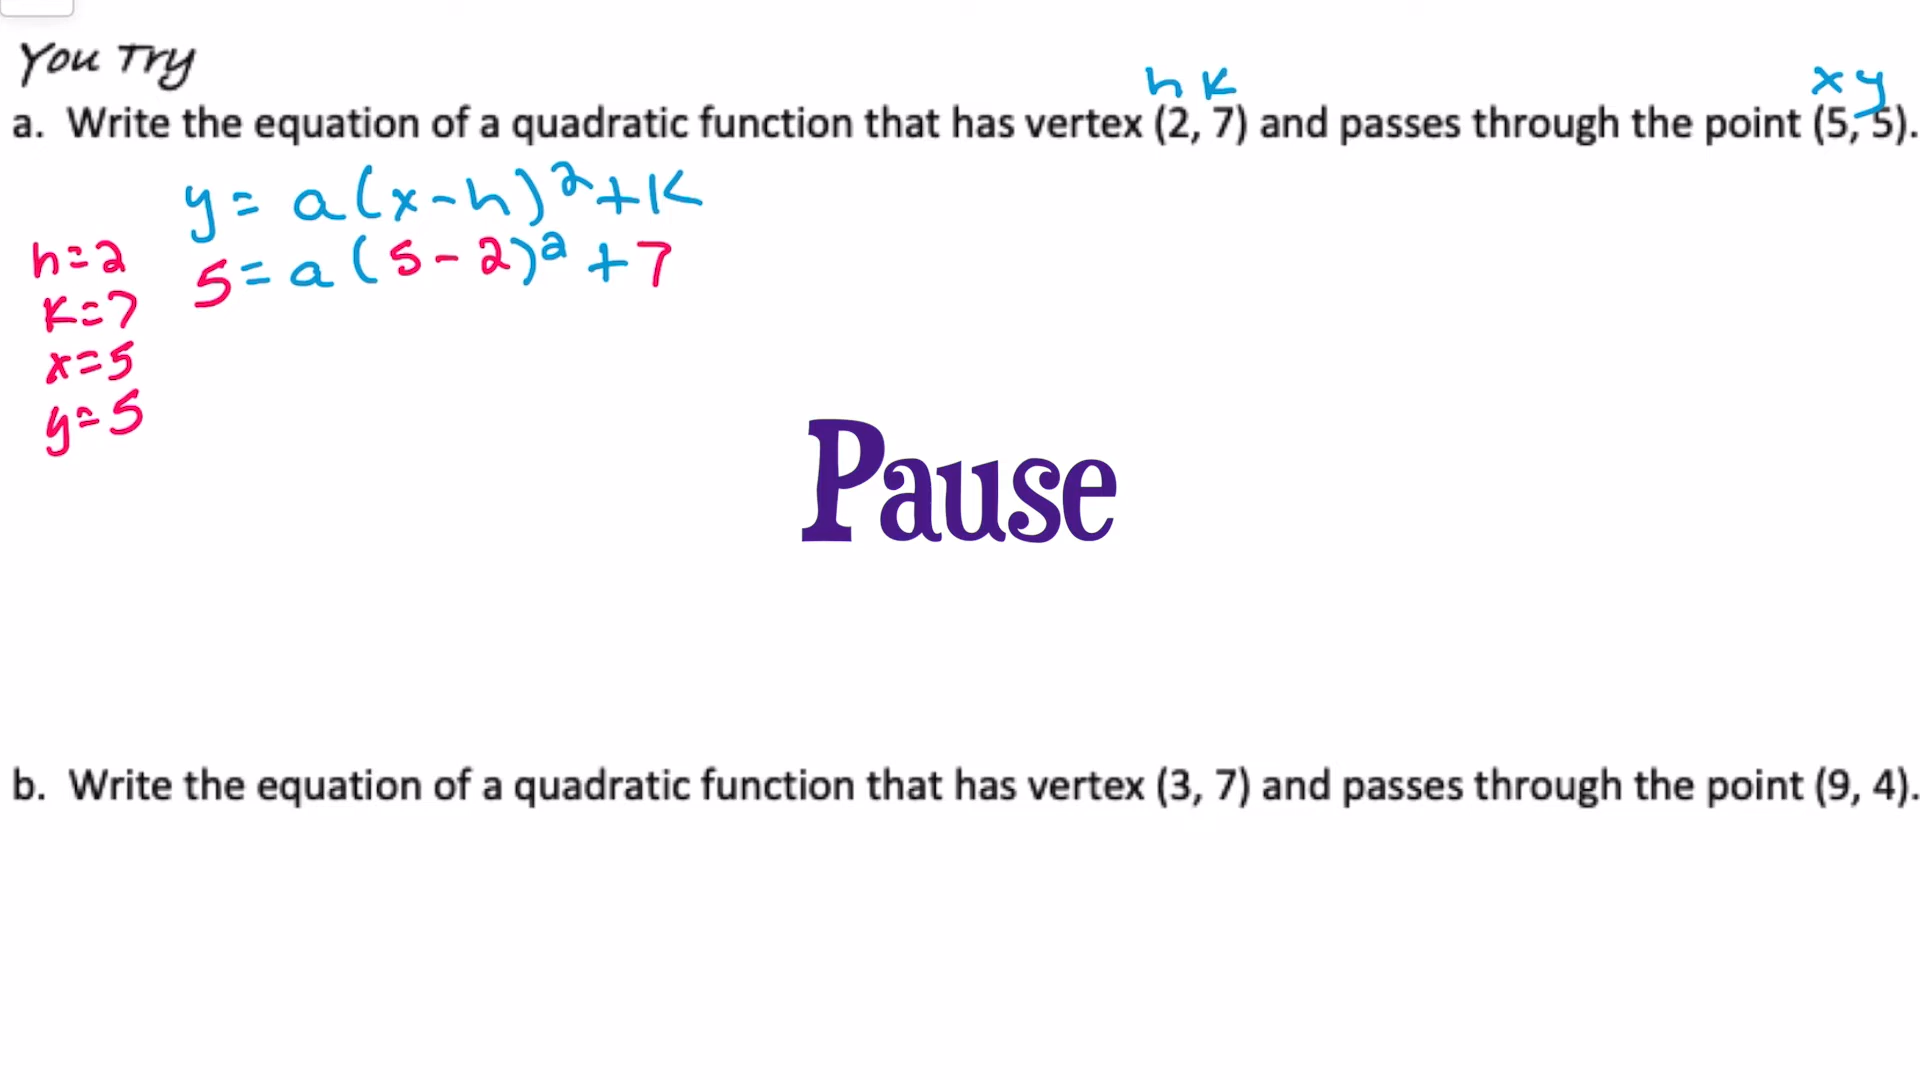 You Try
h k
x y
a. Write the equation of a quadratic function that has vertex (2, 7) and passes through the point (5, 5).
y = a(x-h)²+k
h=2
5 = a(5-2)² +7
k=7
x=5
y=5
Pause
b. Write the equation of a quadratic function that has vertex (3, 7) and passes through the point (9, 4).